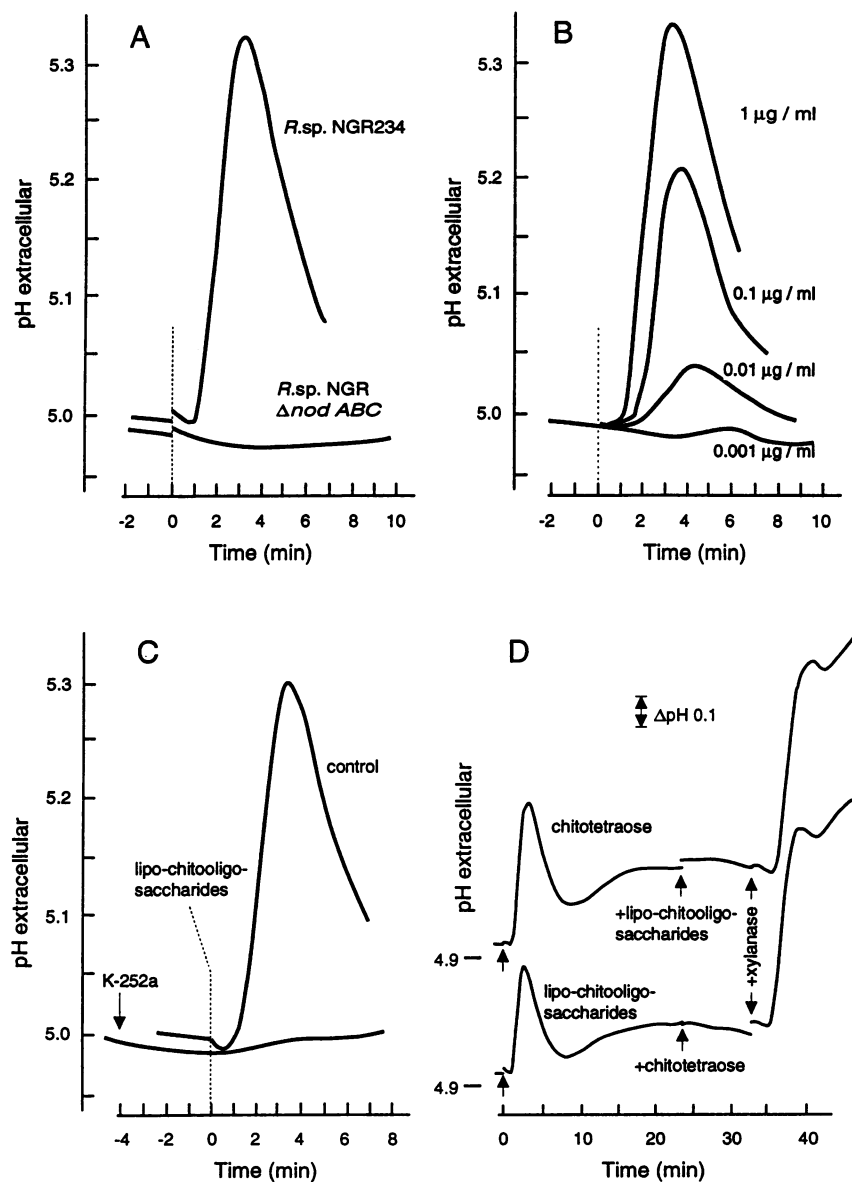 A
pH extracellular
5.3
5.2
5.1
5.0
R.sp. NGR234
R.sp. NGR
Δnod ABC
-2 0 2 4 6 8 10
Time (min)
B
pH extracellular
5.3
5.2
5.1
5.0
1 µg / ml
0.1 µg / ml
0.01 µg / ml
0.001 µg / ml
-2 0 2 4 6 8 10
Time (min)
C
pH extracellular
5.3
5.2
5.1
5.0
control
lipo-chitooligo-
saccharides
K-252a
-4 -2 0 2 4 6 8
Time (min)
D
ΔpH 0.1
pH extracellular
chitotetraose
+lipo-chitooligo-
saccharides
+xylanase
4.9
lipo-chitooligo-
saccharides
+chitotetraose
4.9
0 10 20 30 40
Time (min)